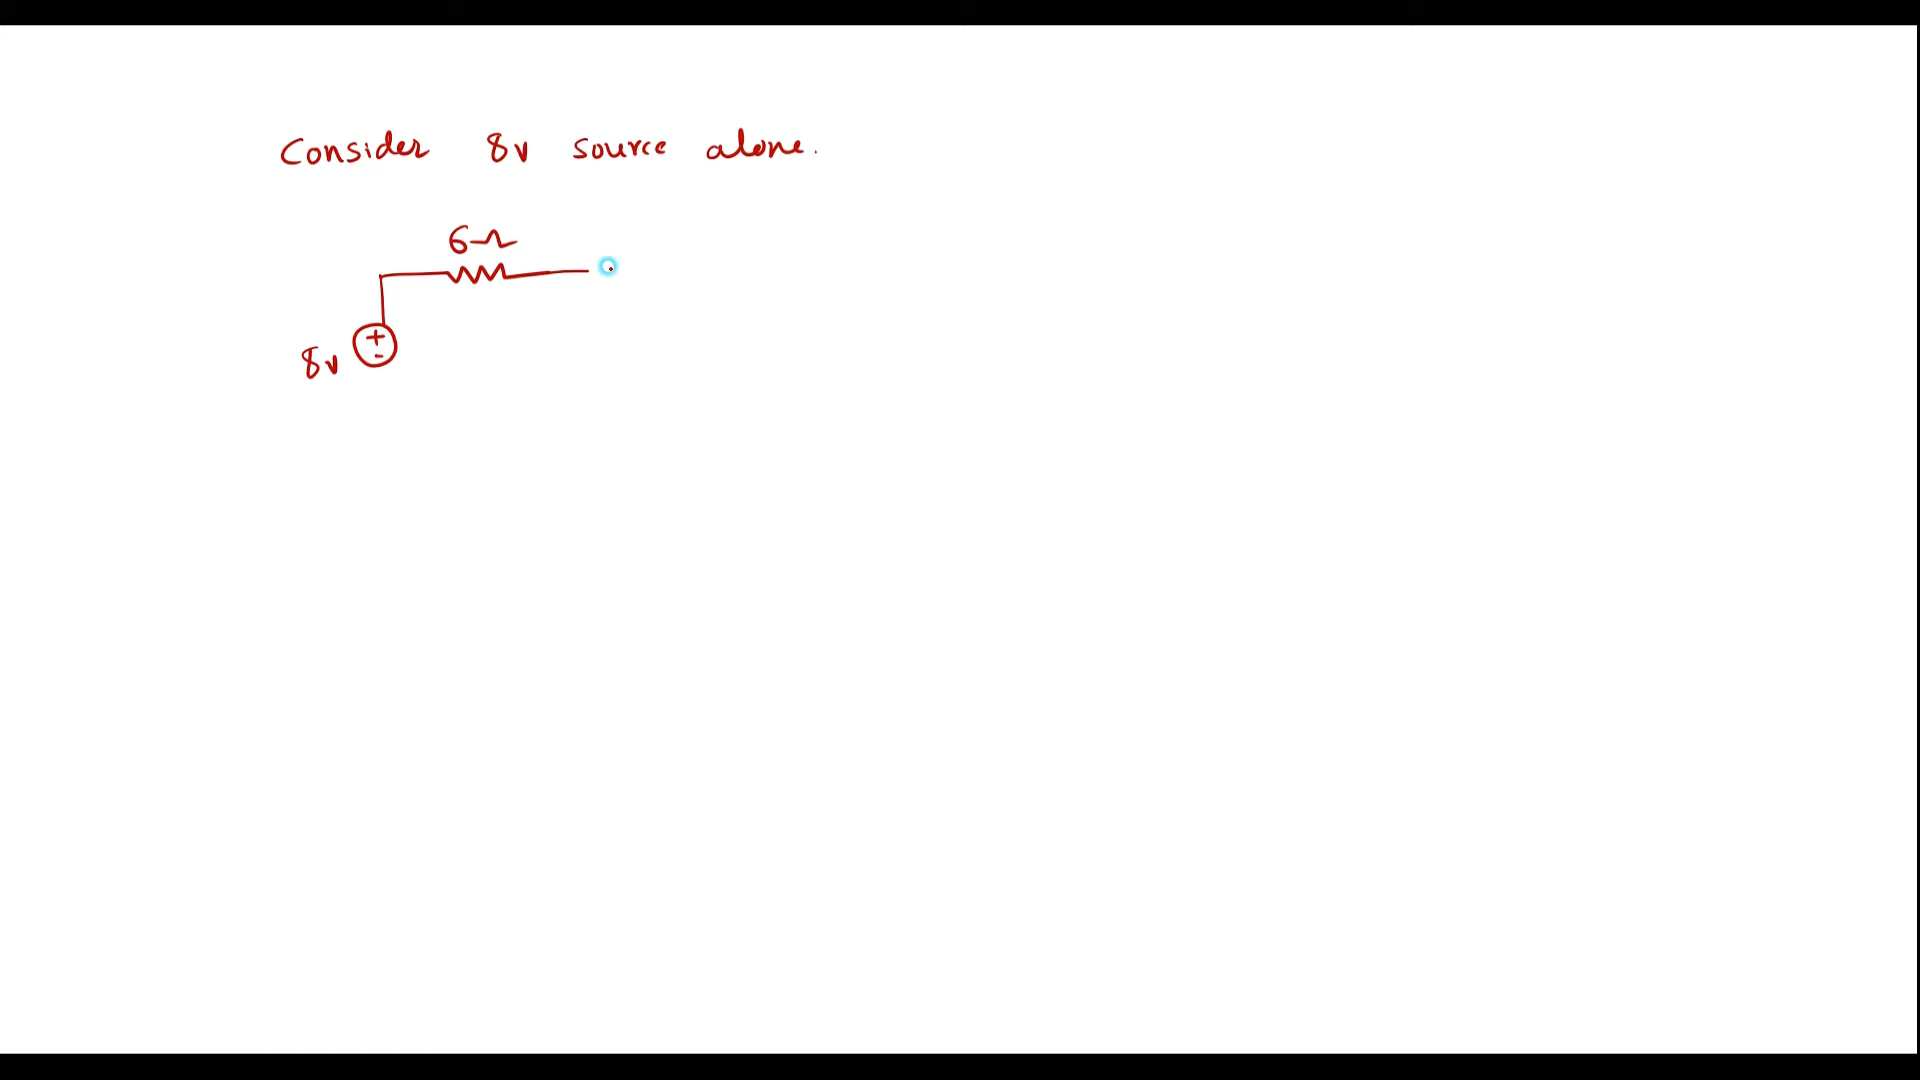 Consider 8v source alone.
6Ω
+
-
8v